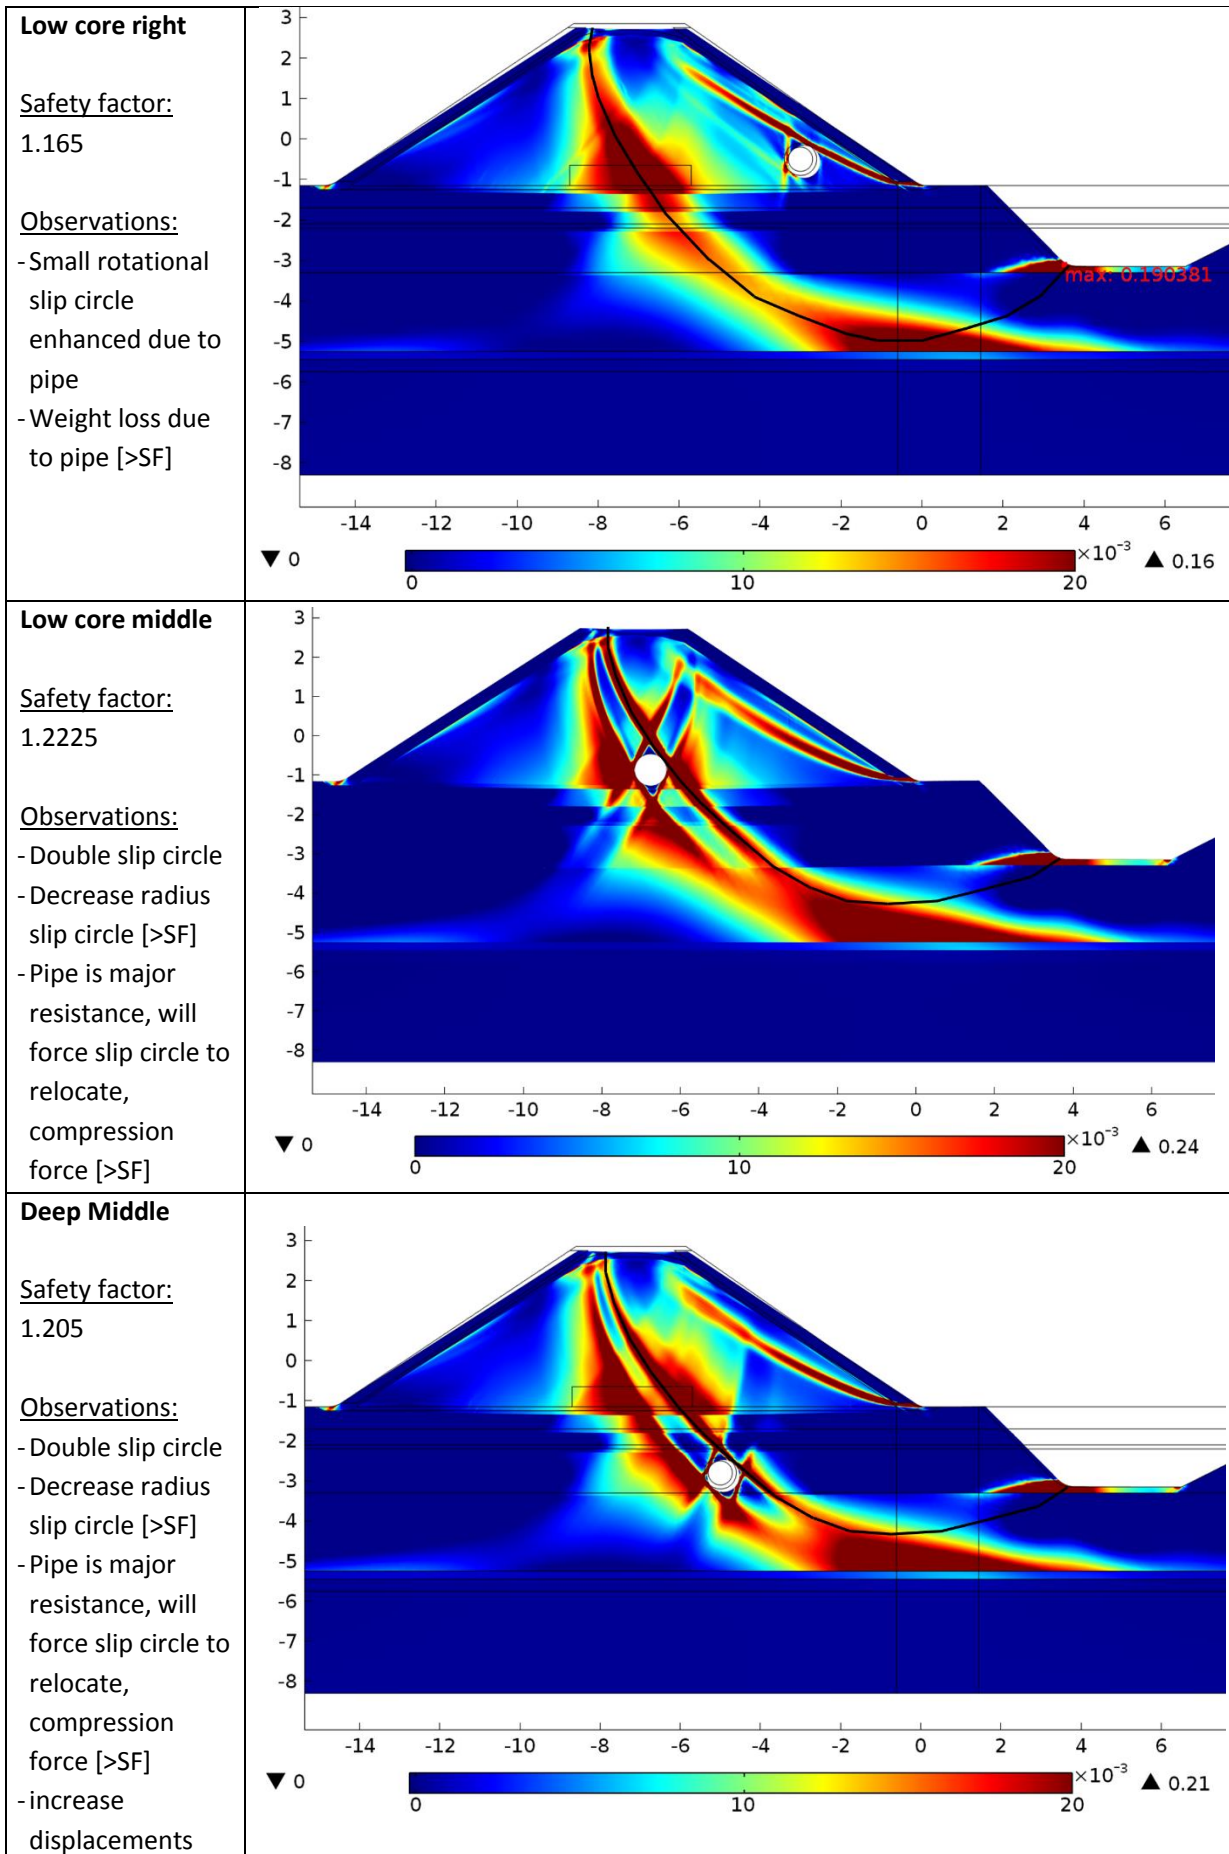 Low core right
Safety factor:
1.165
Observations:
- Small rotational
slip circle
enhanced due to
pipe
- Weight loss due
to pipe [>SF]
3
2
1
0
-1
-2
-3
-4
-5
-6
-7
-8
max: 0.190381
-14 -12 -10 -8 -6 -4 -2 0 2 4 6
▼ 0 ×10⁻³ ▲ 0.16
0 10 20
Low core middle
Safety factor:
1.2225
Observations:
- Double slip circle
- Decrease radius
slip circle [>SF]
- Pipe is major
resistance, will
force slip circle to
relocate,
compression
force [>SF]
3
2
1
0
-1
-2
-3
-4
-5
-6
-7
-8
-14 -12 -10 -8 -6 -4 -2 0 2 4 6
▼ 0 ×10⁻³ ▲ 0.24
0 10 20
Deep Middle
Safety factor:
1.205
Observations:
- Double slip circle
- Decrease radius
slip circle [>SF]
- Pipe is major
resistance, will
force slip circle to
relocate,
compression
force [>SF]
- increase
displacements
3
2
1
0
-1
-2
-3
-4
-5
-6
-7
-8
-14 -12 -10 -8 -6 -4 -2 0 2 4 6
▼ 0 ×10⁻³ ▲ 0.21
0 10 20